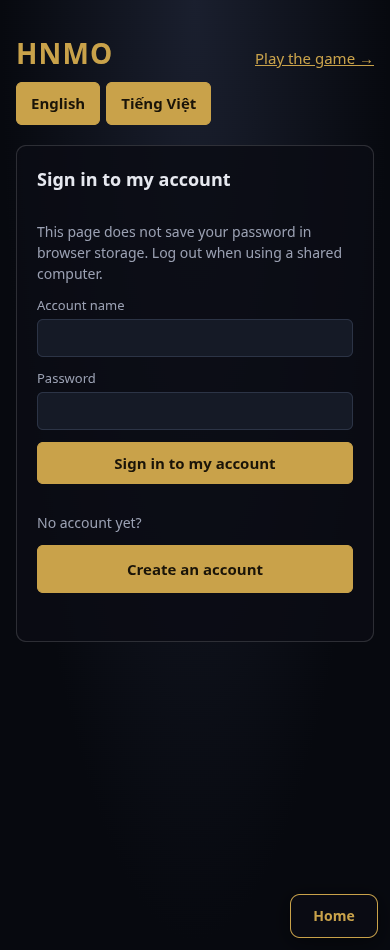 HNMO
Play the game →
English
Tiếng Việt
Sign in to my account
This page does not save your password in
browser storage. Log out when using a shared
computer.
Account name
Password
Sign in to my account
No account yet?
Create an account
Home